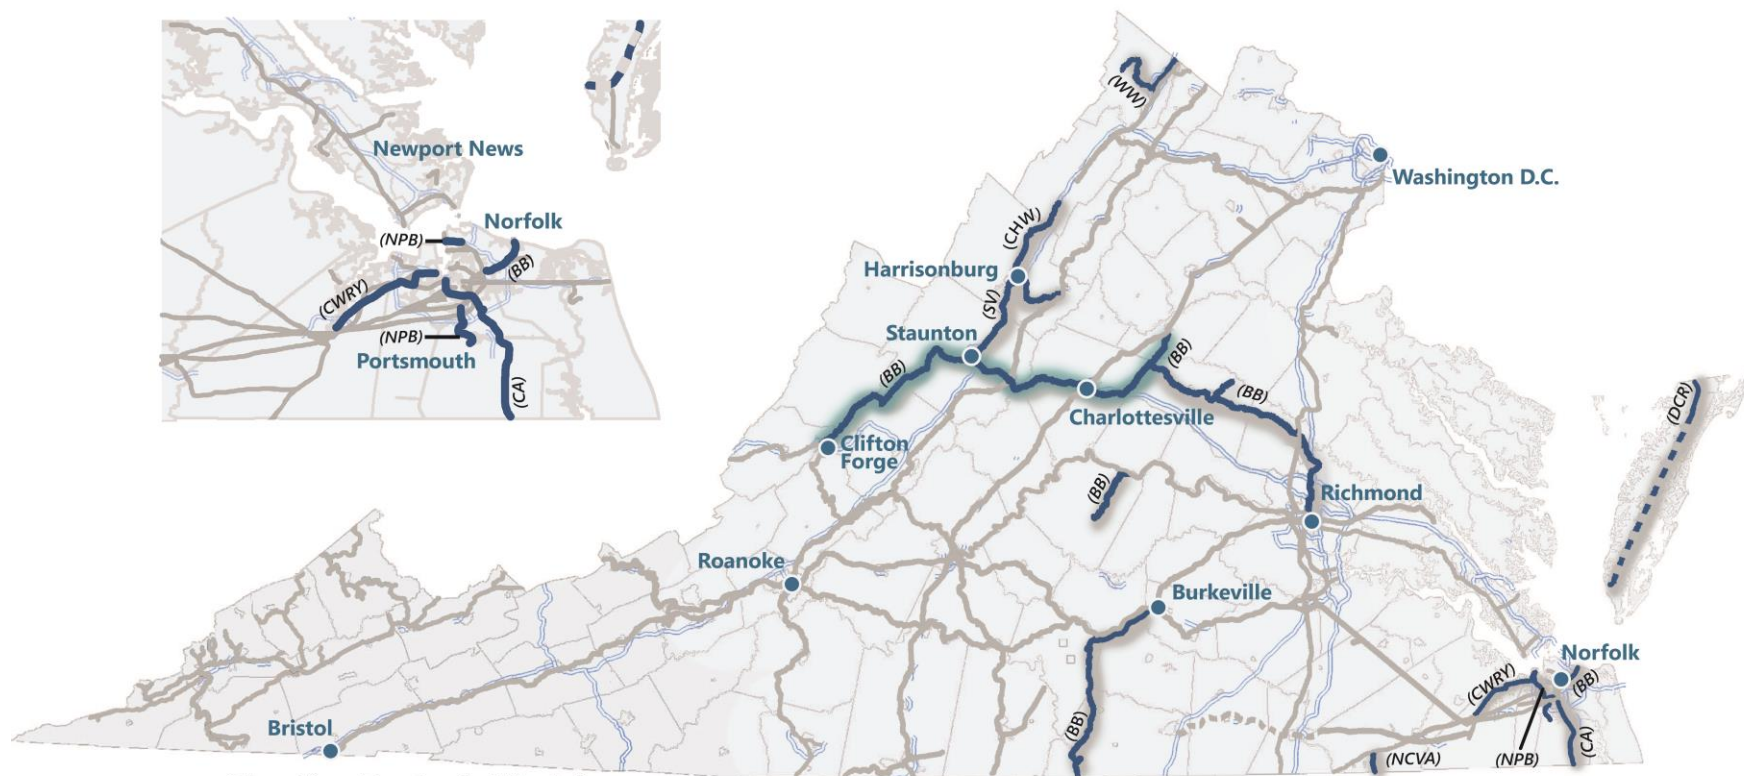 Newport News
Norfolk
(NPB)
(BB)
(CWRY)
(NPB)
Portsmouth
(CA)
(WW)
Washington D.C.
(CHW)
Harrisonburg
(SV)
Staunton
(BB)
(BB)
(BB)
Charlottesville
(DCR)
Clifton
Forge
(BB)
Richmond
Roanoke
Burkeville
Norfolk
(CWRY)
(BB)
Bristol
(BB)
(NCVA)
(NPB)
(CA)